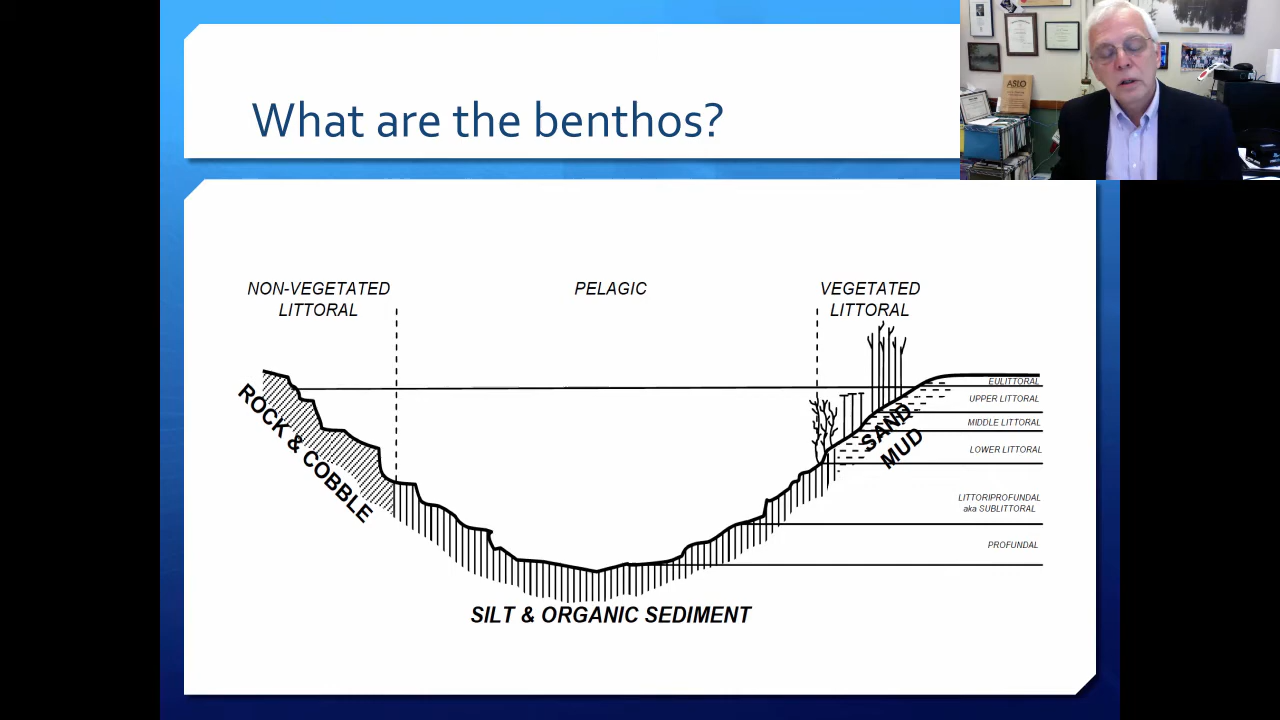 What are the benthos?
ASLO
NON-VEGETATED
LITTORAL
PELAGIC
VEGETATED
LITTORAL
EULITTORAL
UPPER LITTORAL
MIDDLE LITTORAL
LOWER LITTORAL
LITTORIPROFUNDAL
aka SUBLITTORAL
PROFUNDAL
ROCK & COBBLE
SAND
MUD
SILT & ORGANIC SEDIMENT